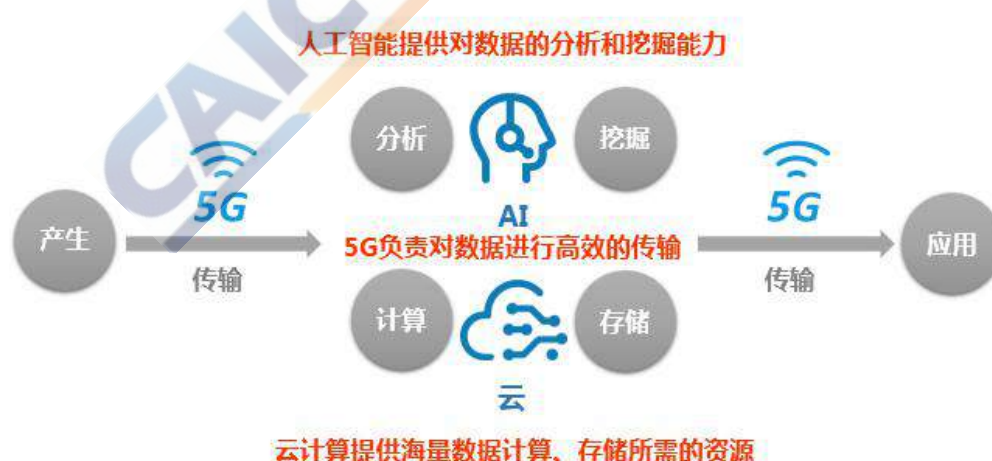 人工智能提供对数据的分析和挖掘能力
分析
挖掘
5G
5G
AI
产生
5G负责对数据进行高效的传输
应用
传输
传输
计算
存储
云
云计算提供海量数据计算、存储所需的资源
CAIC